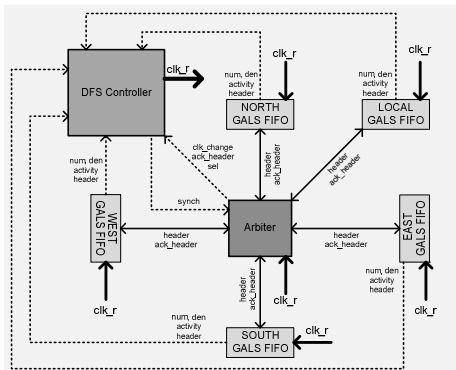 clk_r
clk_r
clk_r
DFS Controller
num, den
activity
header
num, den
activity
header
NORTH
GALS FIFO
LOCAL
GALS FIFO
clk_change
ack_header
sel
header
ack_header
header
ack_header
num, den
activity
header
synch
WEST
GALS FIFO
Arbiter
EAST
GALS FIFO
header
ack_header
header
ack_header
header
ack_header
num, den
activity
header
clk_r
clk_r
clk_r
num, den
activity
header
clk_r
SOUTH
GALS FIFO